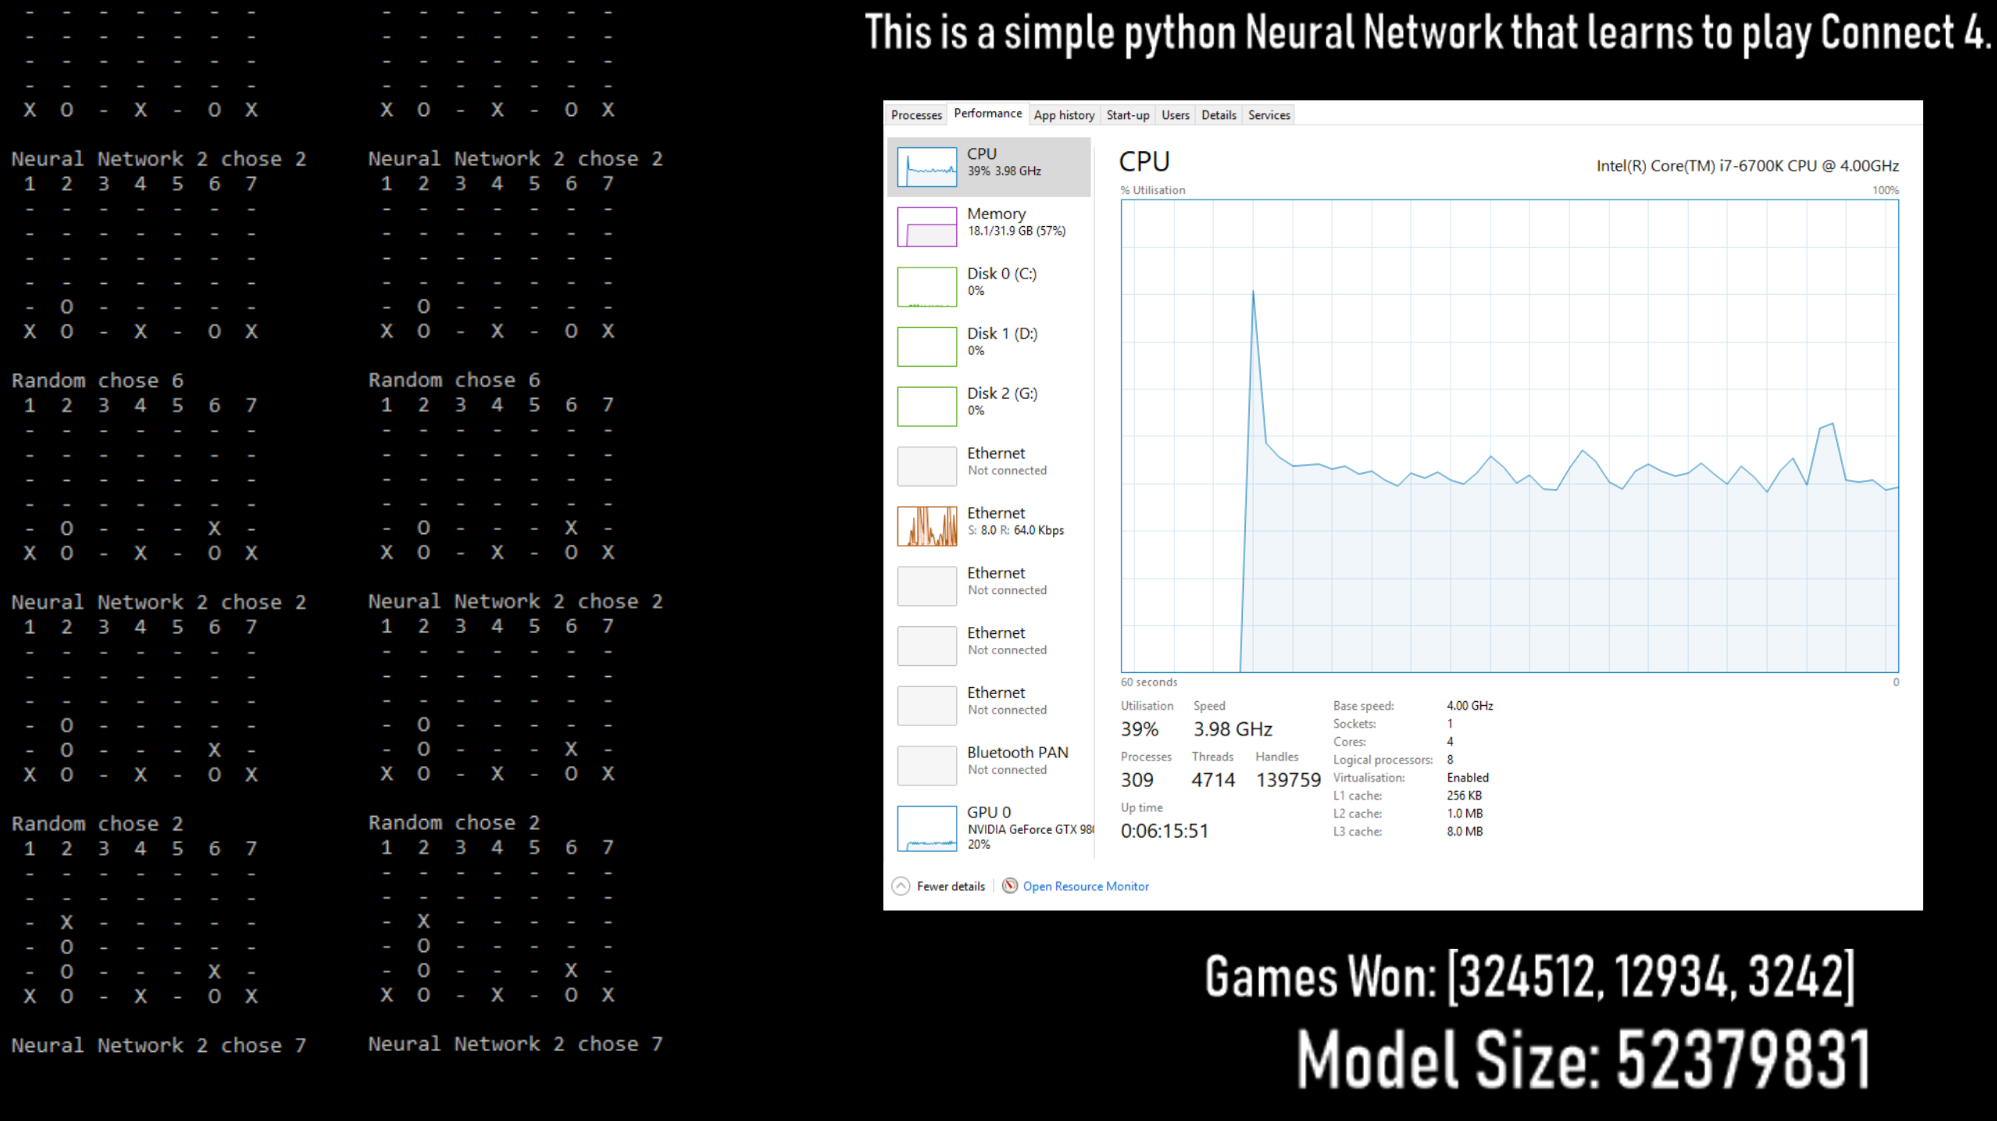 This is a simple python Neural Network that learns to play Connect 4.
- - - - - - -
- - - - - - -
- - - - - - -
- - - - - - -
X O - X - O X
Neural Network 2 chose 2
1 2 3 4 5 6 7
- - - - - - -
- - - - - - -
- - - - - - -
- - - - - - -
- O - - - - -
X O - X - O X
Random chose 6
1 2 3 4 5 6 7
- - - - - - -
- - - - - - -
- - - - - - -
- - - - - - -
- O - - - X -
X O - X - O X
Neural Network 2 chose 2
1 2 3 4 5 6 7
- - - - - - -
- - - - - - -
- - - - - - -
- O - - - - -
- O - - - X -
X O - X - O X
Random chose 2
1 2 3 4 5 6 7
- - - - - - -
- - - - - - -
- X - - - - -
- O - - - - -
- O - - - X -
X O - X - O X
Neural Network 2 chose 7
- - - - - - -
- - - - - - -
- - - - - - -
- - - - - - -
X O - X - O X
Neural Network 2 chose 2
1 2 3 4 5 6 7
- - - - - - -
- - - - - - -
- - - - - - -
- - - - - - -
- O - - - - -
X O - X - O X
Random chose 6
1 2 3 4 5 6 7
- - - - - - -
- - - - - - -
- - - - - - -
- - - - - - -
- O - - - X -
X O - X - O X
Neural Network 2 chose 2
1 2 3 4 5 6 7
- - - - - - -
- - - - - - -
- - - - - - -
- O - - - - -
- O - - - X -
X O - X - O X
Random chose 2
1 2 3 4 5 6 7
- - - - - - -
- - - - - - -
- X - - - - -
- O - - - - -
- O - - - X -
X O - X - O X
Neural Network 2 chose 7
Processes Performance App history Start-up Users Details Services
CPU
39% 3.98 GHz
Memory
18.1/31.9 GB (57%)
Disk 0 (C:)
0%
Disk 1 (D:)
0%
Disk 2 (G:)
0%
Ethernet
Not connected
Ethernet
S: 8.0 R: 64.0 Kbps
Ethernet
Not connected
Ethernet
Not connected
Ethernet
Not connected
Bluetooth PAN
Not connected
GPU 0
NVIDIA GeForce GTX 980
20%
CPU Intel(R) Core(TM) i7-6700K CPU @ 4.00GHz
% Utilisation 100%
60 seconds 0
Utilisation Speed
39% 3.98 GHz
Processes Threads Handles
309 4714 139759
Up time
0:06:15:51
Base speed: 4.00 GHz
Sockets: 1
Cores: 4
Logical processors: 8
Virtualisation: Enabled
L1 cache: 256 KB
L2 cache: 1.0 MB
L3 cache: 8.0 MB
Fewer details Open Resource Monitor
Games Won: [324512, 12934, 3242]
Model Size: 52379831